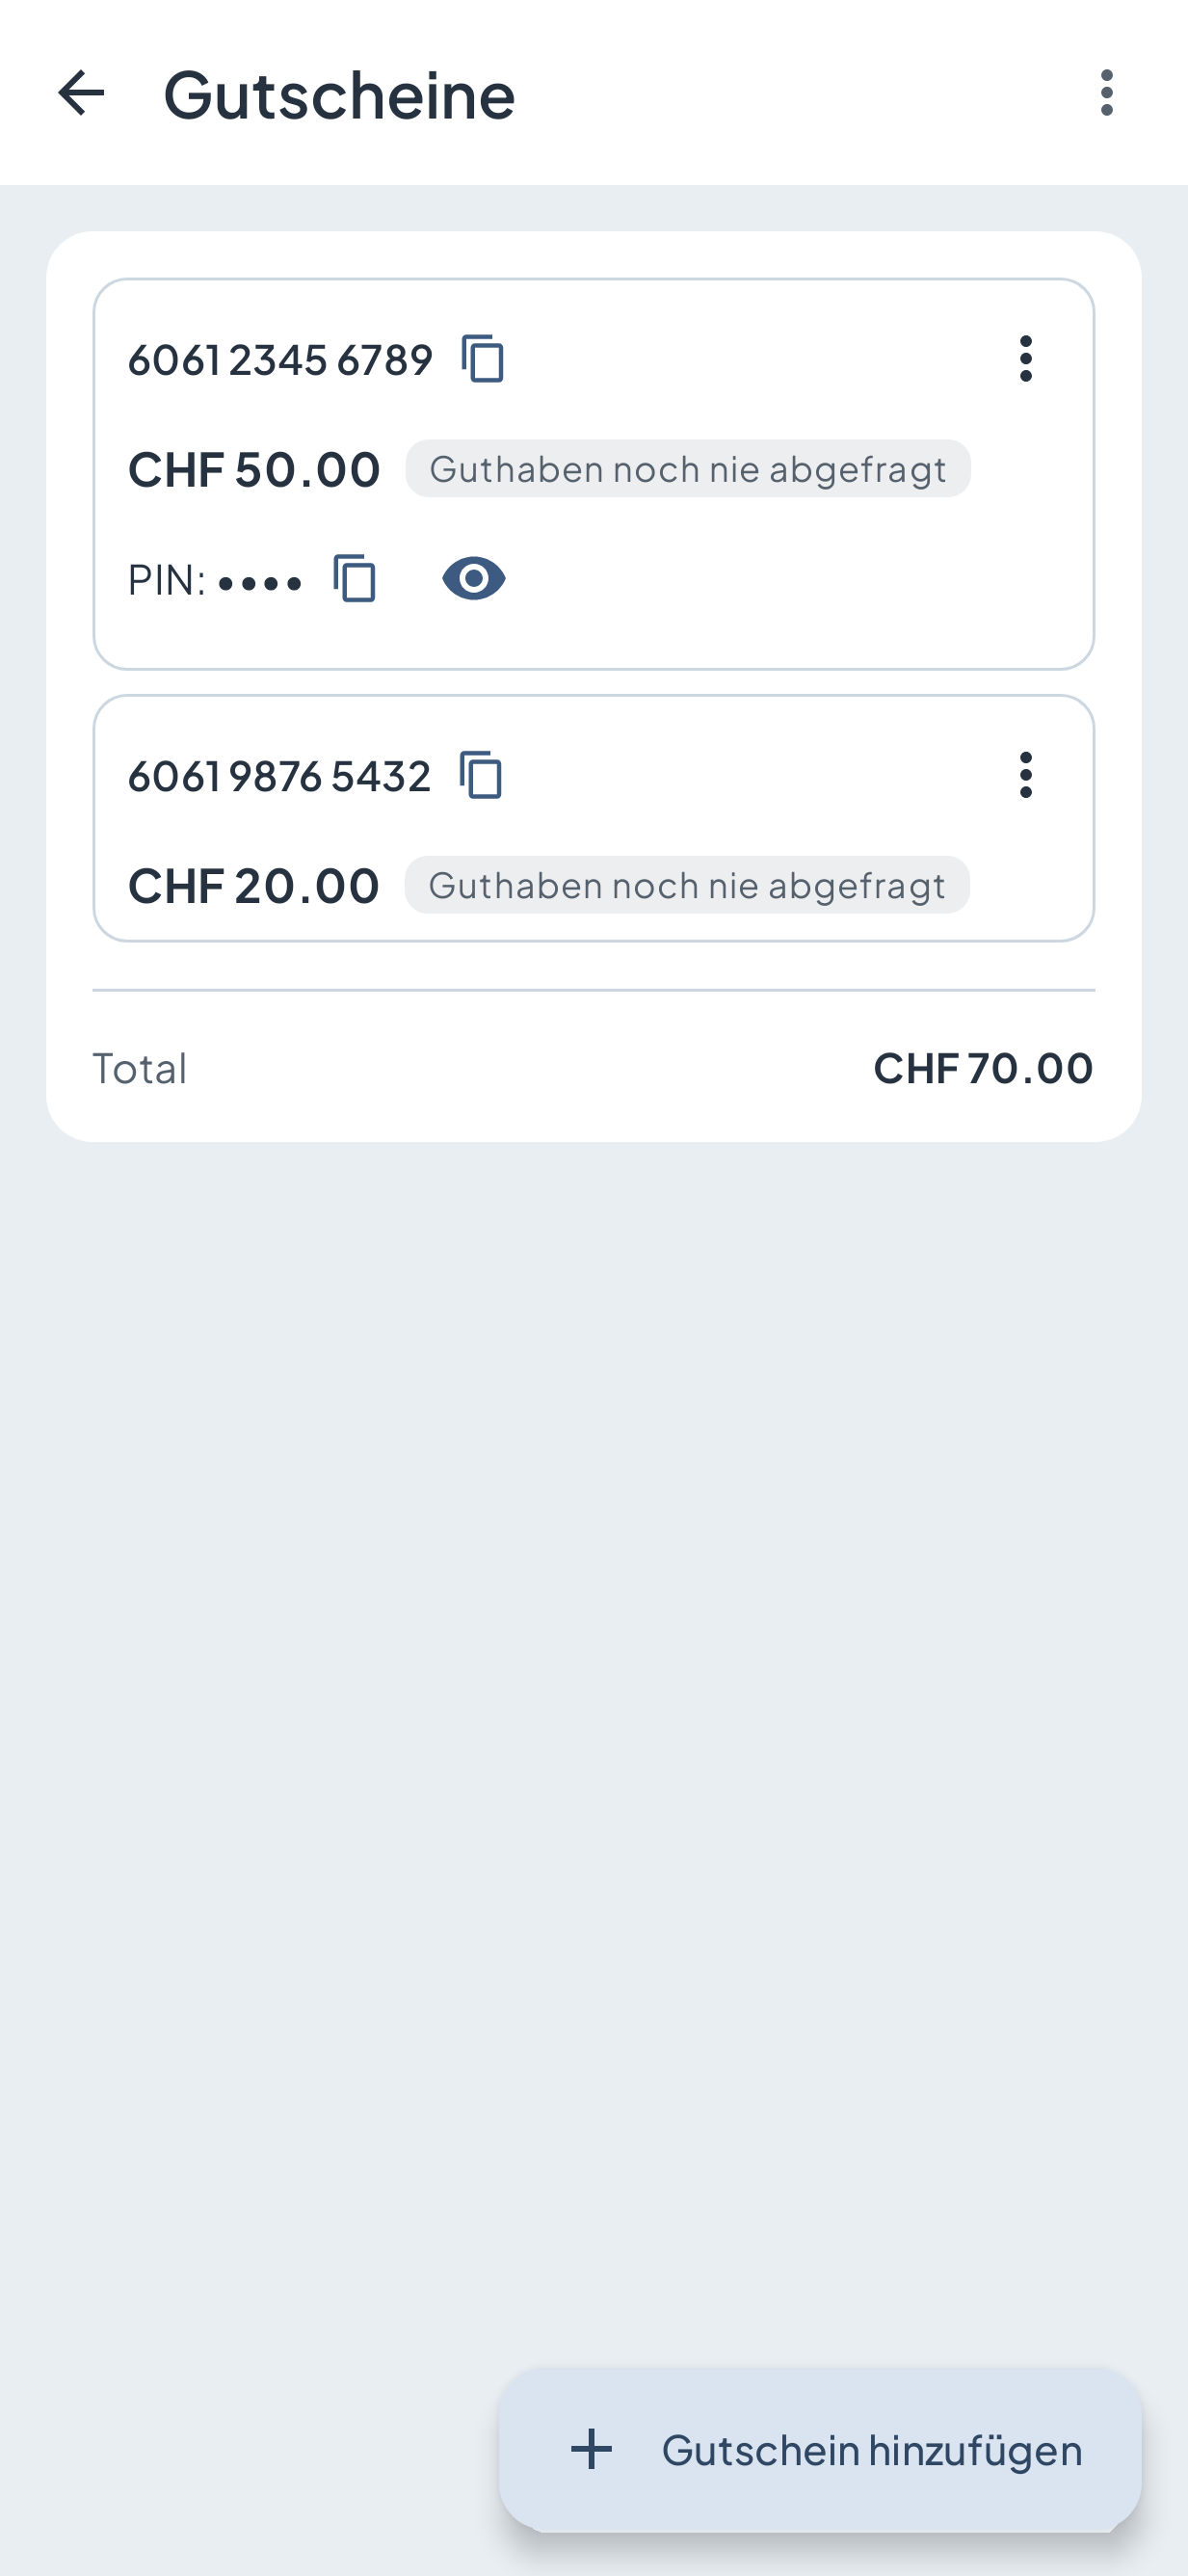 Gutscheine
6061 2345 6789
CHF 50.00 Guthaben noch nie abgefragt
PIN: ••••
6061 9876 5432
CHF 20.00 Guthaben noch nie abgefragt
Total CHF 70.00
+ Gutschein hinzufügen